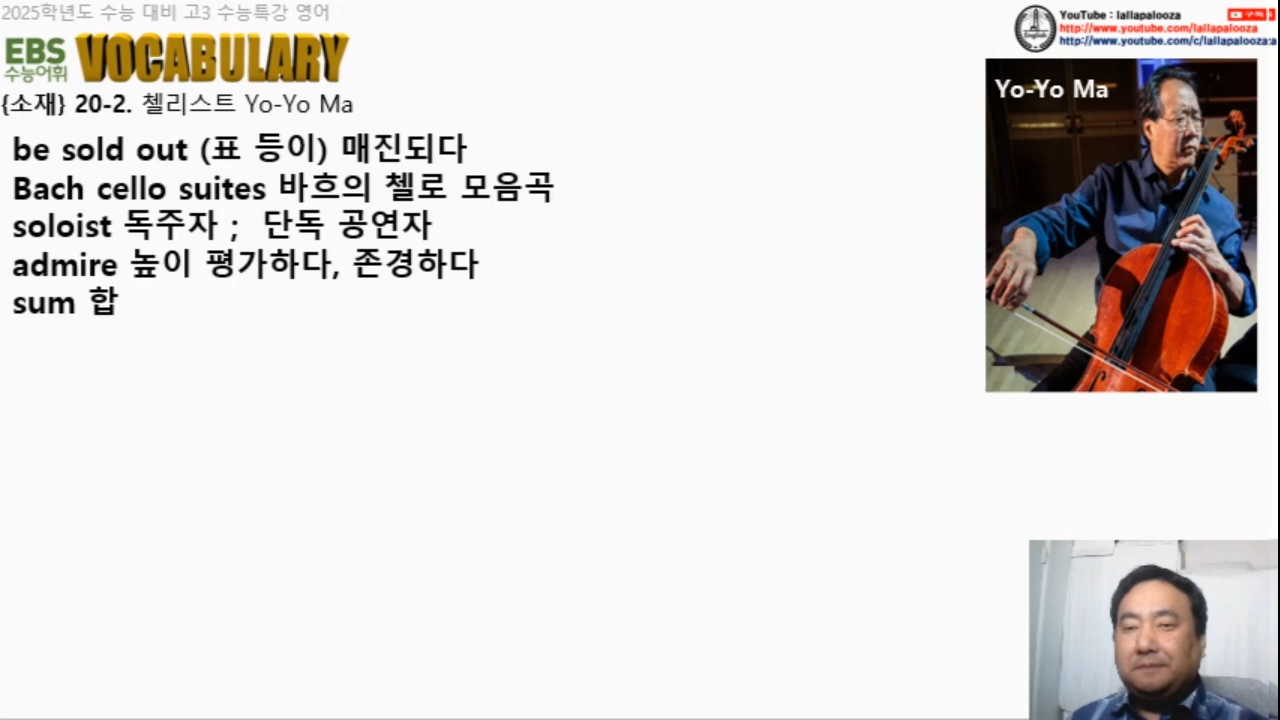 2025학년도 수능 대비 고3 수능특강 영어
EBS
수능어휘
VOCABULARY
{소재} 20-2. 첼리스트 Yo-Yo Ma
be sold out (표 등이) 매진되다
Bach cello suites 바흐의 첼로 모음곡
soloist 독주자 ; 단독 공연자
admire 높이 평가하다, 존경하다
sum 합
YouTube : lallapalooza
구독
http://www.youtube.com/lallapalooza
http://www.youtube.com/c/lallapalooza:a
English
Yo-Yo Ma